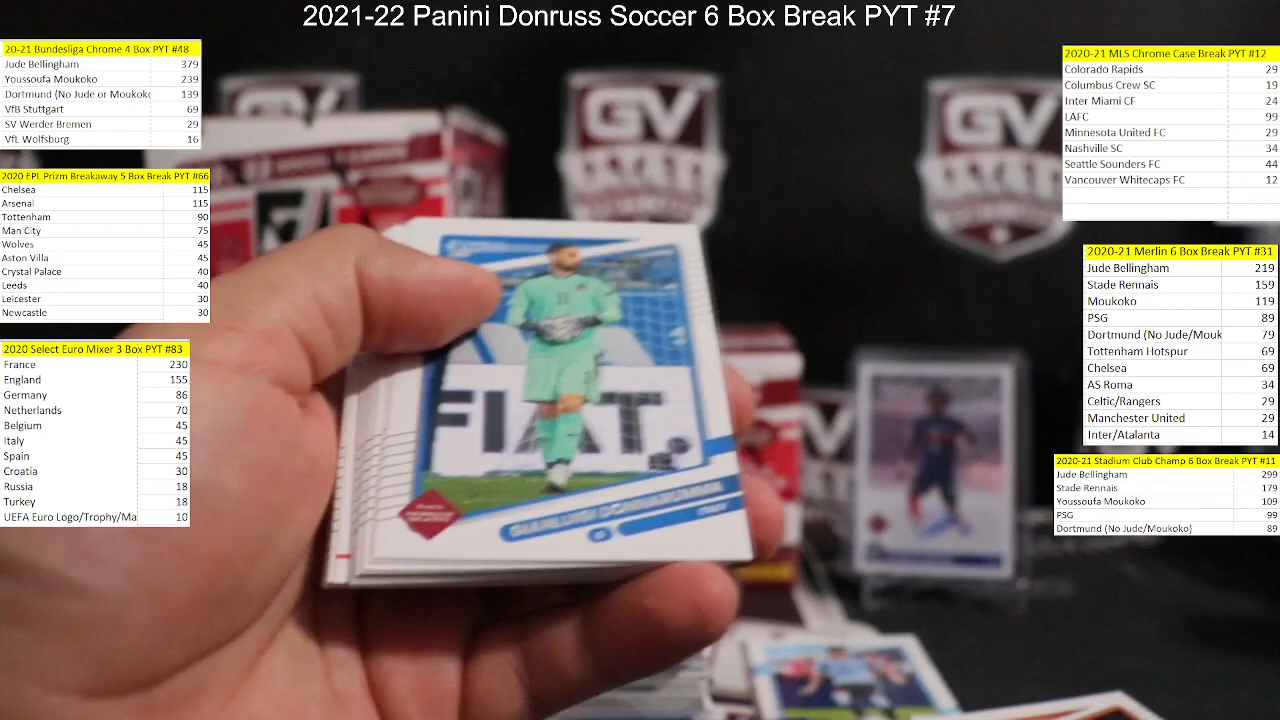 2021-22 Panini Donruss Soccer 6 Box Break PYT #7
20-21 Bundesliga Chrome 4 Box PYT #48
Jude Bellingham 379
Youssoufa Moukoko 239
Dortmund (No Jude or Moukoko 139
VfB Stuttgart 69
SV Werder Bremen 29
VfL Wolfsburg 16
2020 EPL Prizm Breakaway 5 Box Break PYT #66
Chelsea 115
Arsenal 115
Tottenham 90
Man City 75
Wolves 45
Aston Villa 45
Crystal Palace 40
Leeds 40
Leicester 30
Newcastle 30
2020 Select Euro Mixer 3 Box PYT #83
France 230
England 155
Germany 86
Netherlands 70
Belgium 45
Italy 45
Spain 45
Croatia 30
Russia 18
Turkey 18
UEFA Euro Logo/Trophy/Ma 10
GV
GV
FIAT.
GIANLUIGI DONNARUMMA
ITALY
2020-21 MLS Chrome Case Break PYT #12
Colorado Rapids 29
Columbus Crew SC 19
Inter Miami CF 24
LAFC 99
Minnesota United FC 29
Nashville SC 34
Seattle Sounders FC 44
Vancouver Whitecaps FC 12
2020-21 Merlin 6 Box Break PYT #31
Jude Bellingham 219
Stade Rennais 159
Moukoko 119
PSG 89
Dortmund (No Jude/Mouk 79
Tottenham Hotspur 69
Chelsea 69
AS Roma 34
Celtic/Rangers 29
Manchester United 29
Inter/Atalanta 14
2020-21 Stadium Club Champ 6 Box Break PYT #11
Jude Bellingham 299
Stade Rennais 179
Youssoufa Moukoko 109
PSG 99
Dortmund (No Jude/Moukoko) 89